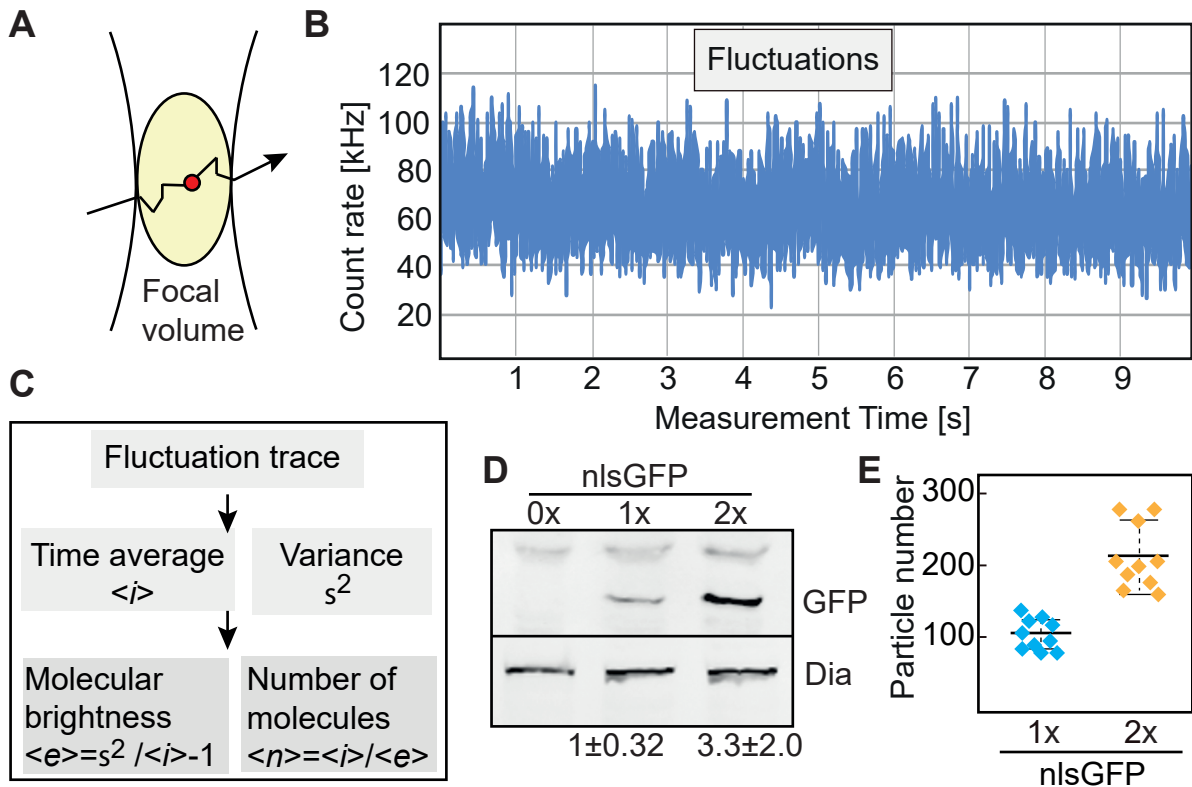 A
Focal
volume
B
Fluctuations
Count rate [kHz]
120
100
80
60
40
20
1 2 3 4 5 6 7 8 9
Measurement Time [s]
C
Fluctuation trace
Time average
<i>
Variance
s²
Molecular
brightness
<e>=s² /<i>-1
Number of
molecules
<n>=<i>/<e>
D
nlsGFP
0x 1x 2x
GFP
Dia
1±0.32 3.3±2.0
E
Particle number
300
200
100
1x 2x
nlsGFP